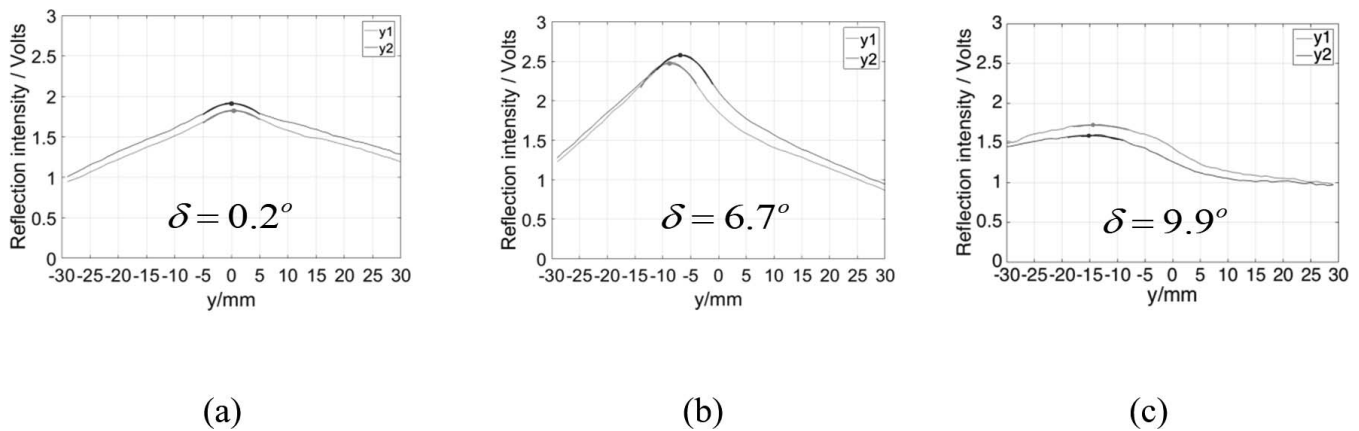 3
2.5
2
1.5
1
0.5
0
Reflection intensity / Volts
y1
y2
δ = 0.2°
-30 -25 -20 -15 -10 -5 0 5 10 15 20 25 30
y/mm
(a)
3
2.5
2
1.5
1
0.5
0
Reflection intensity / Volts
y1
y2
δ = 6.7°
-30 -25 -20 -15 -10 -5 0 5 10 15 20 25 30
y/mm
(b)
3
2.5
2
1.5
1
0.5
0
Reflection intensity / Volts
y1
y2
δ = 9.9°
-30 -25 -20 -15 -10 -5 0 5 10 15 20 25 30
y/mm
(c)